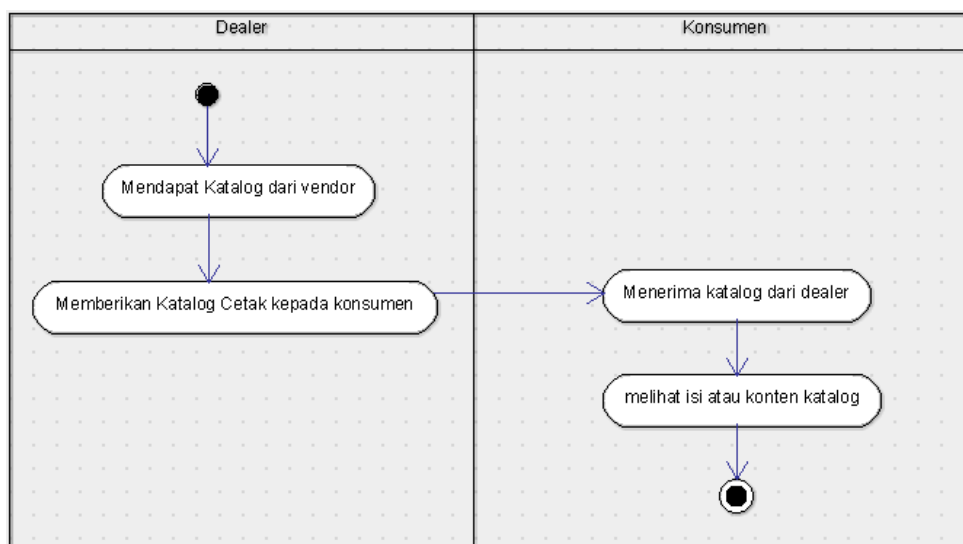 Dealer
Konsumen
Mendapat Katalog dari vendor
Memberikan Katalog Cetak kepada konsumen
Menerima katalog dari dealer
melihat isi atau konten katalog